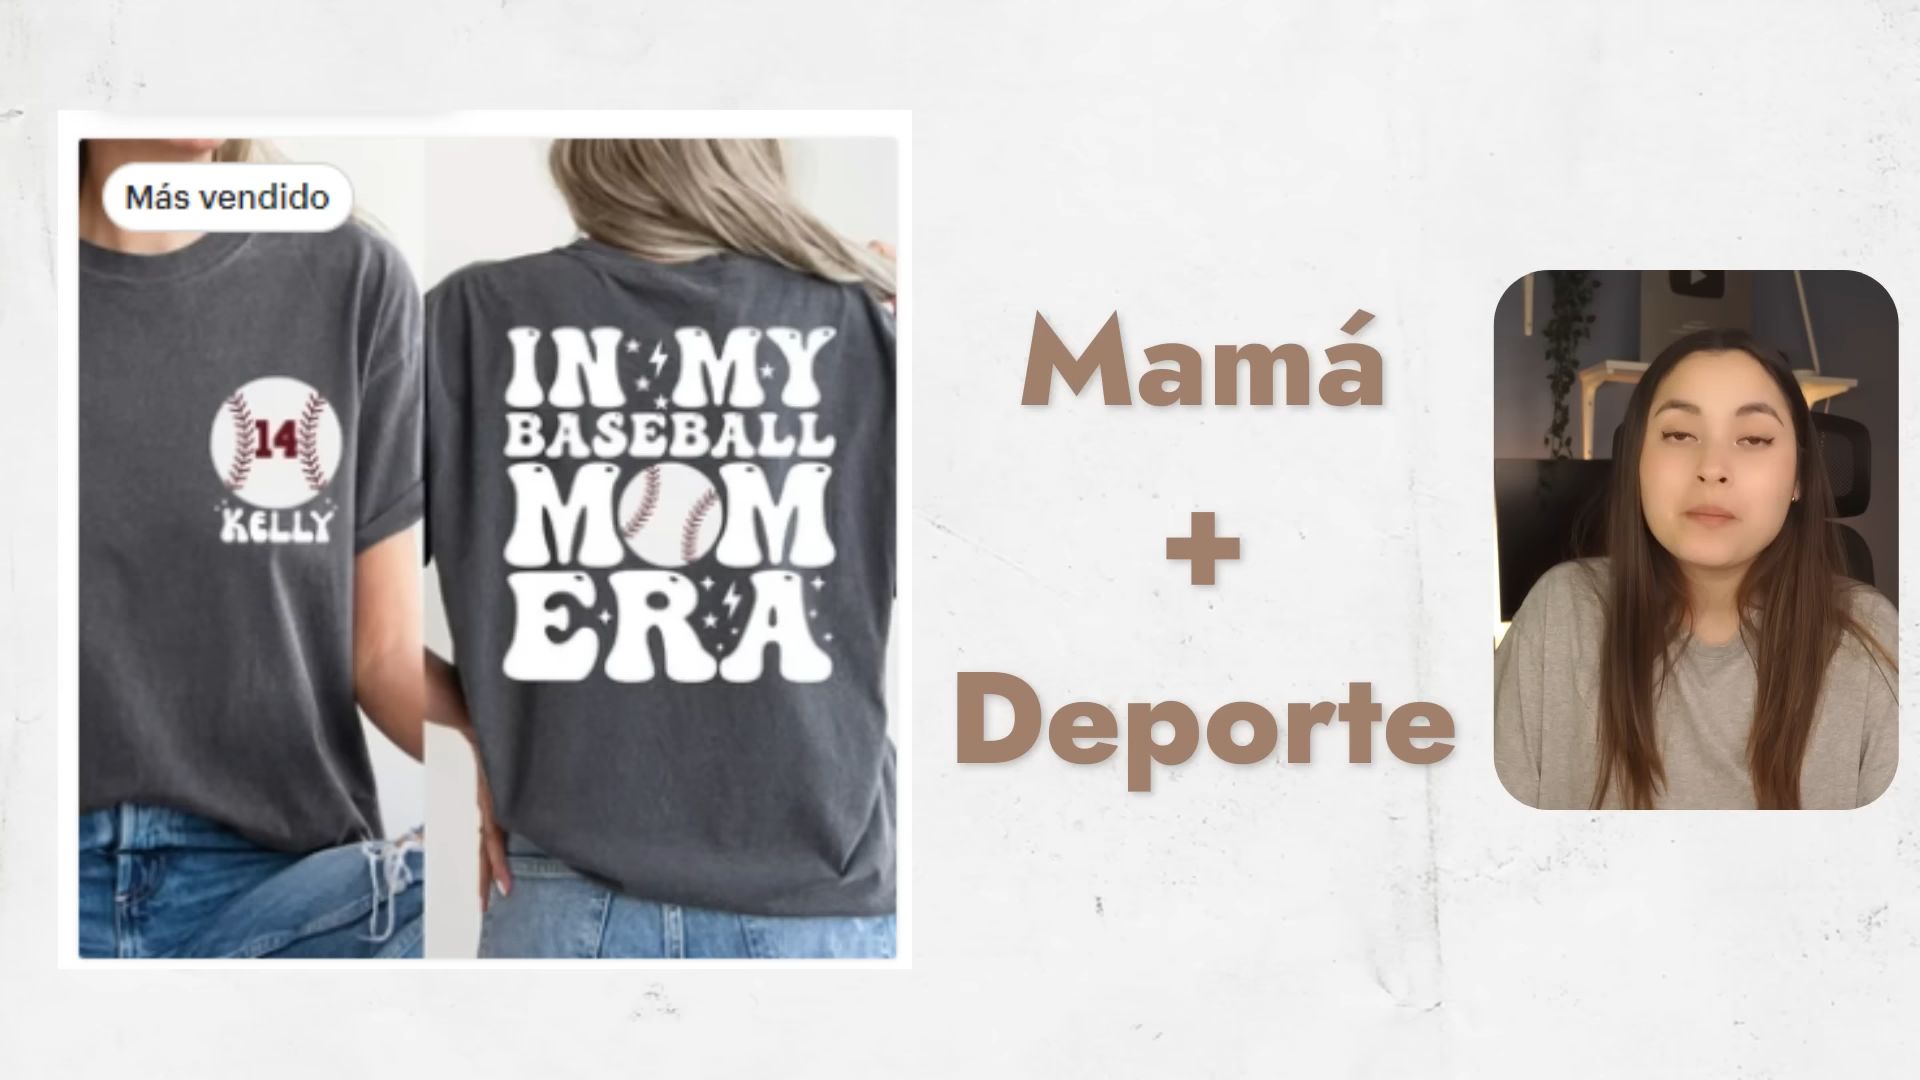 Más vendido
14
KELLY
IN MY
BASEBALL
MOM
ERA
Mamá
+
Deporte